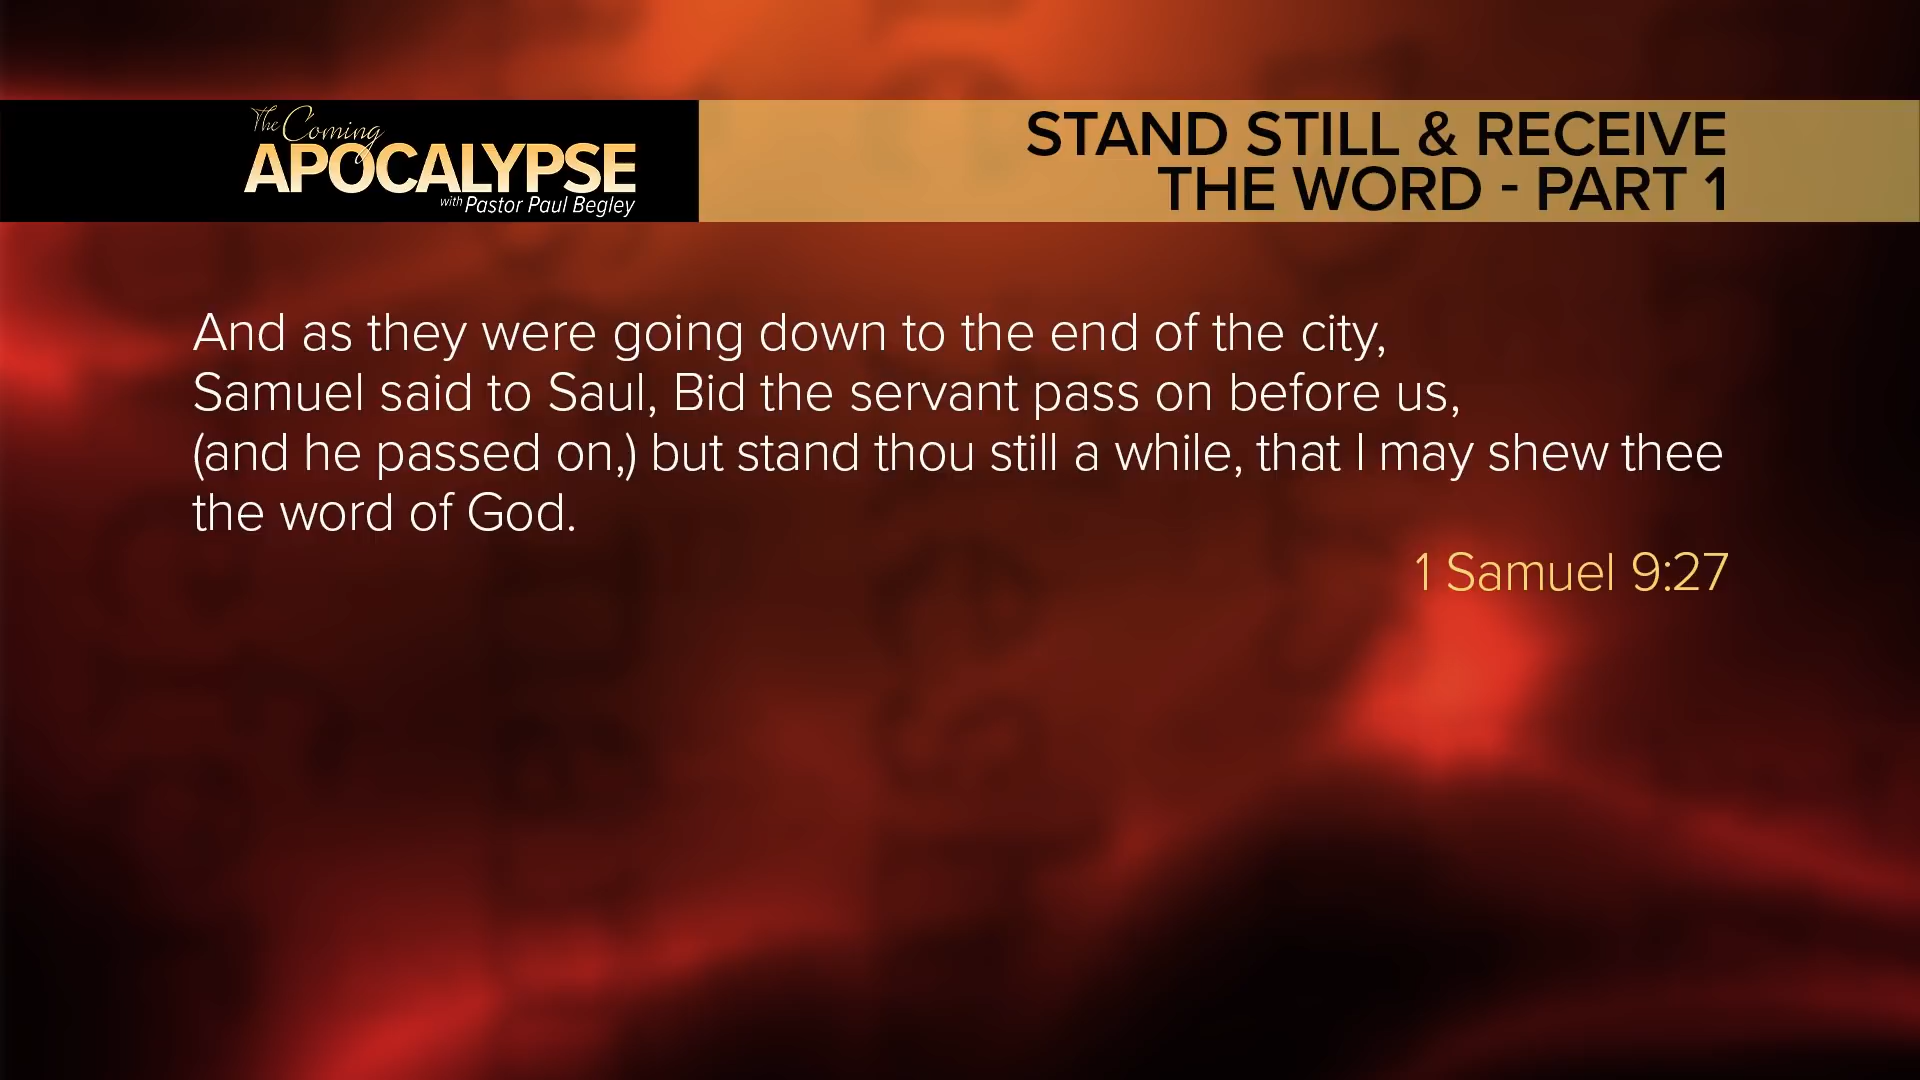 The Coming
APOCALYPSE
with Pastor Paul Begley
STAND STILL & RECEIVE
THE WORD - PART 1
And as they were going down to the end of the city,
Samuel said to Saul, Bid the servant pass on before us,
(and he passed on,) but stand thou still a while, that I may shew thee
the word of God.
1 Samuel 9:27